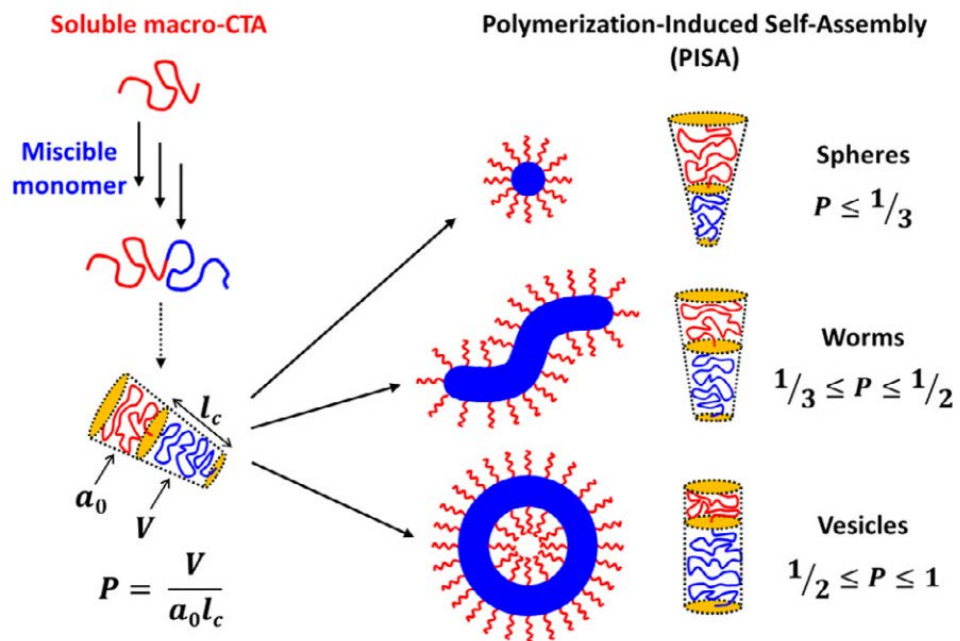 Soluble macro-CTA
Polymerization-Induced Self-Assembly
(PISA)
Miscible
monomer
Spheres
P ≤ 1/3
Worms
1/3 ≤ P ≤ 1/2
l_c
a_0
V
P = V / a_0 l_c
Vesicles
1/2 ≤ P ≤ 1